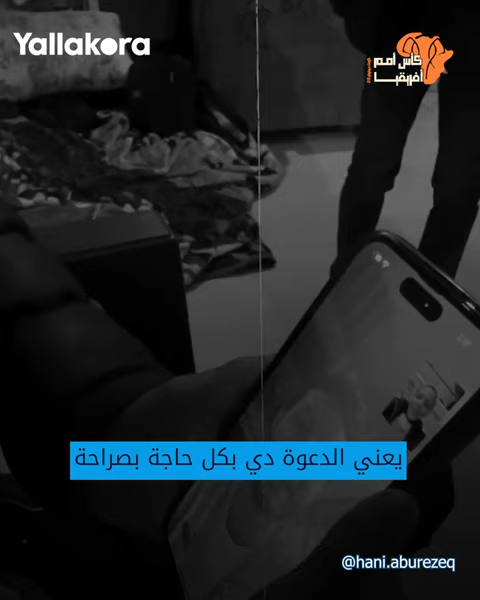 Yallakora
كأس أمم
أفريقيا
يعني الدعوة دي بكل حاجة بصراحة
@hani.aburezeq